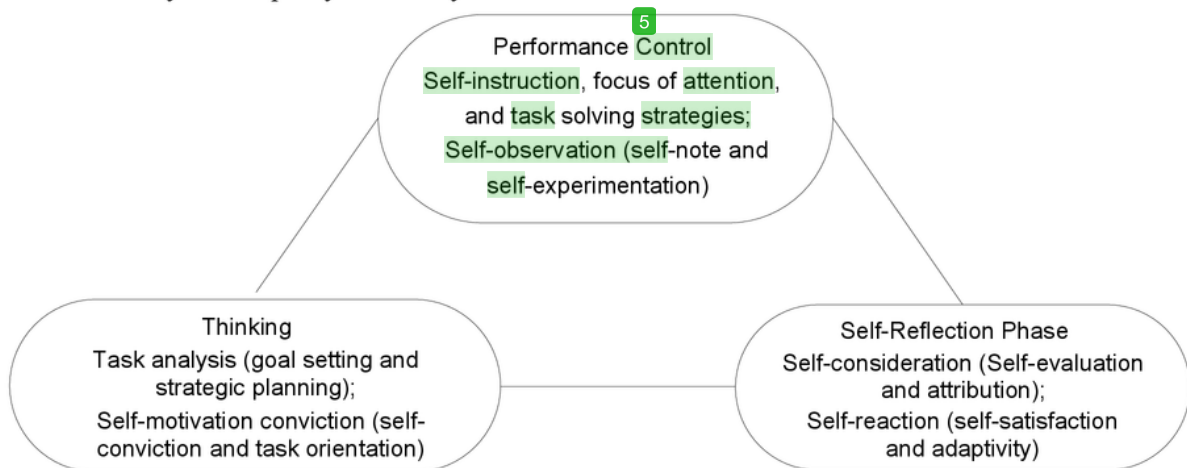 5
Performance Control
Self-instruction, focus of attention,
and task solving strategies;
Self-observation (self-note and
self-experimentation)
Thinking
Task analysis (goal setting and
strategic planning);
Self-motivation conviction (self-
conviction and task orientation)
Self-Reflection Phase
Self-consideration (Self-evaluation
and attribution);
Self-reaction (self-satisfaction
and adaptivity)